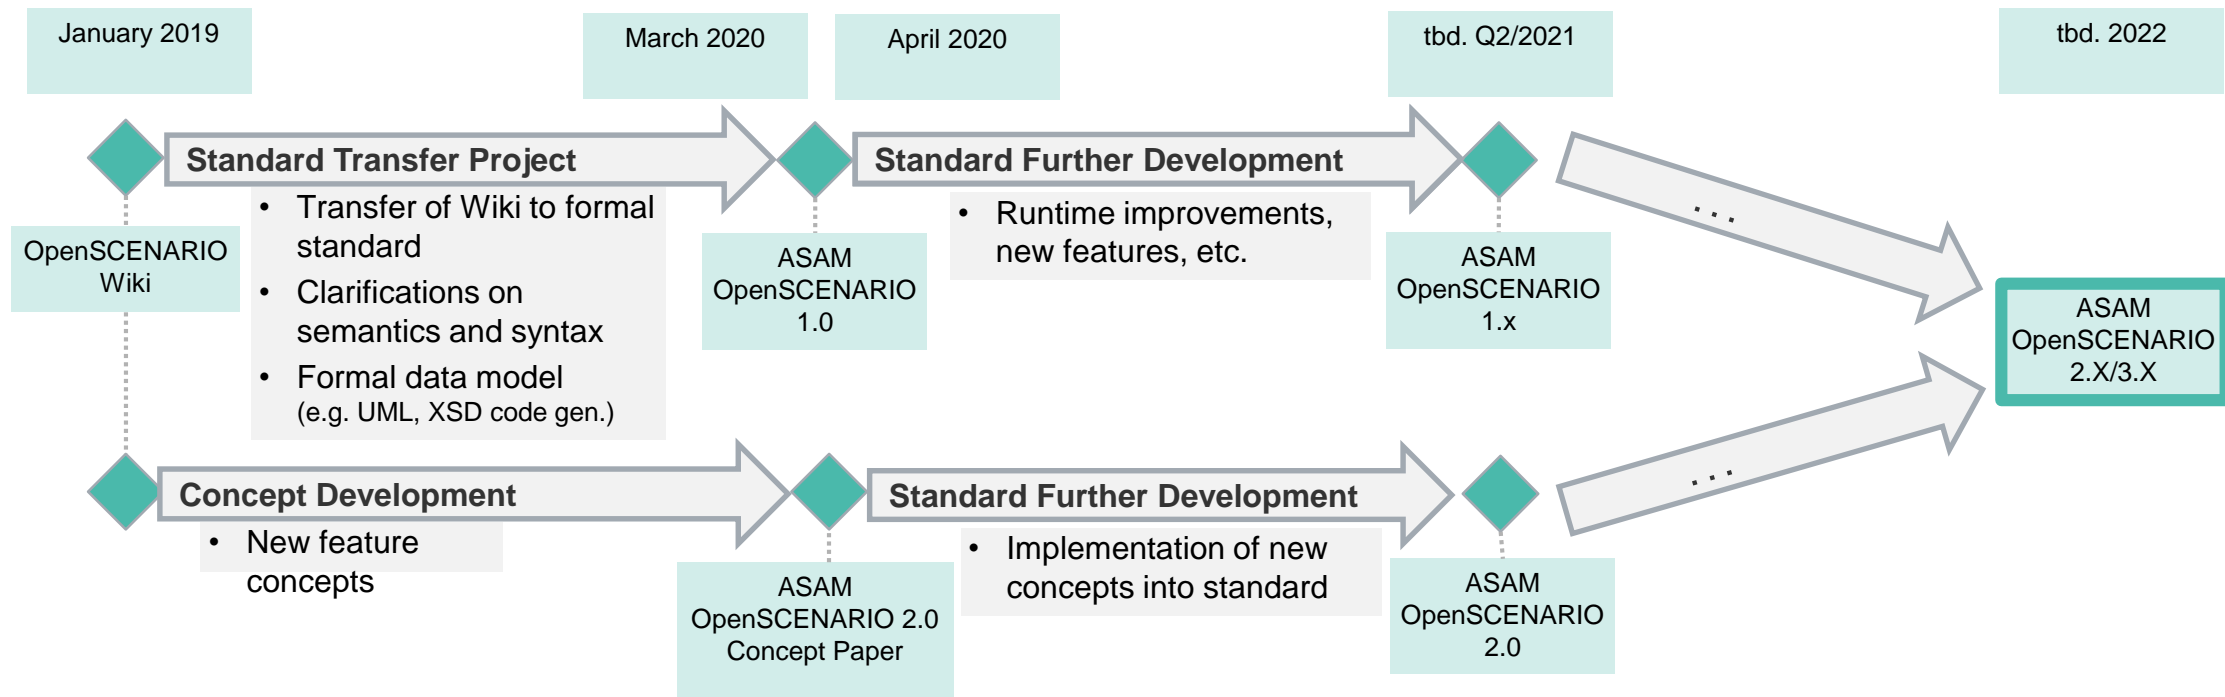 January 2019
March 2020
April 2020
tbd. Q2/2021
tbd. 2022
Standard Transfer Project
• Transfer of Wiki to formal
standard
• Clarifications on
semantics and syntax
• Formal data model
(e.g. UML, XSD code gen.)
OpenSCENARIO
Wiki
ASAM
OpenSCENARIO
1.0
Standard Further Development
• Runtime improvements,
new features, etc.
ASAM
OpenSCENARIO
1.x
...
ASAM
OpenSCENARIO
2.X/3.X
Concept Development
• New feature
concepts
ASAM
OpenSCENARIO 2.0
Concept Paper
Standard Further Development
• Implementation of new
concepts into standard
ASAM
OpenSCENARIO
2.0
...